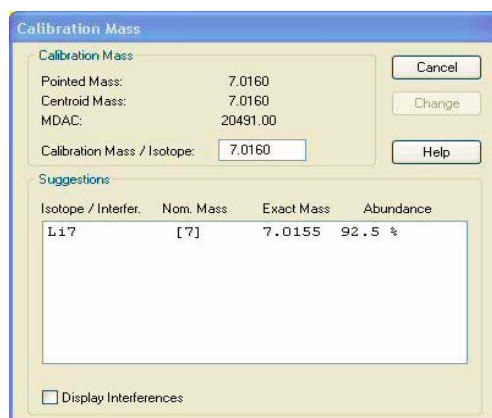 Calibration Mass
Calibration Mass
Pointed Mass: 7.0160
Centroid Mass: 7.0160
MDAC: 20491.00
Calibration Mass / Isotope: 7.0160
Cancel
Change
Help
Suggestions
Isotope / Interfer. Nom. Mass Exact Mass Abundance
Li7 [7] 7.0155 92.5 %
Display Interferences